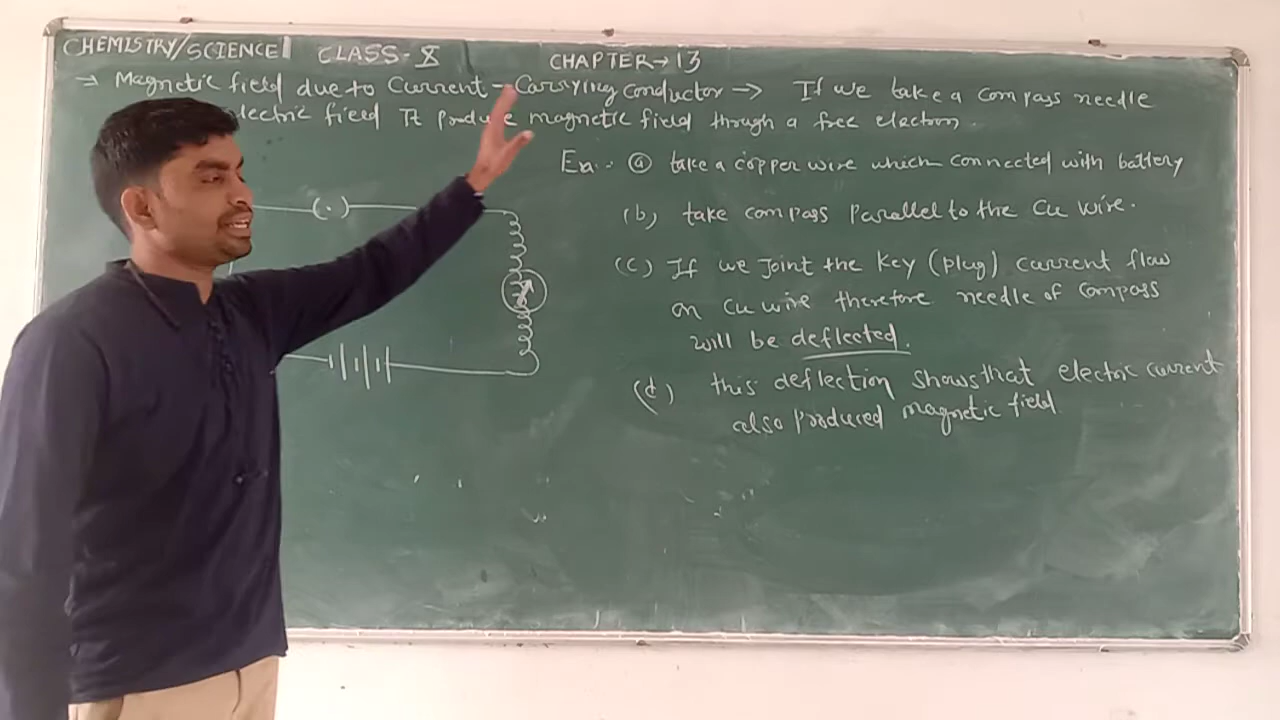 CHEMISTRY/SCIENCE CLASS-X CHAPTER→13
→ Magnetic field due to Current-Carrying Conductor → If we take a compass needle
lectric field It produce magnetic field through a free electron.
Ex:- (a) take a copper wire which connected with battery
(b) take compass parallel to the Cu wire.
(c) If we Joint the key (plug) current flow
on Cu wire therefore needle of compass
will be deflected.
(d) this deflection shows that electric current
also produced magnetic field.